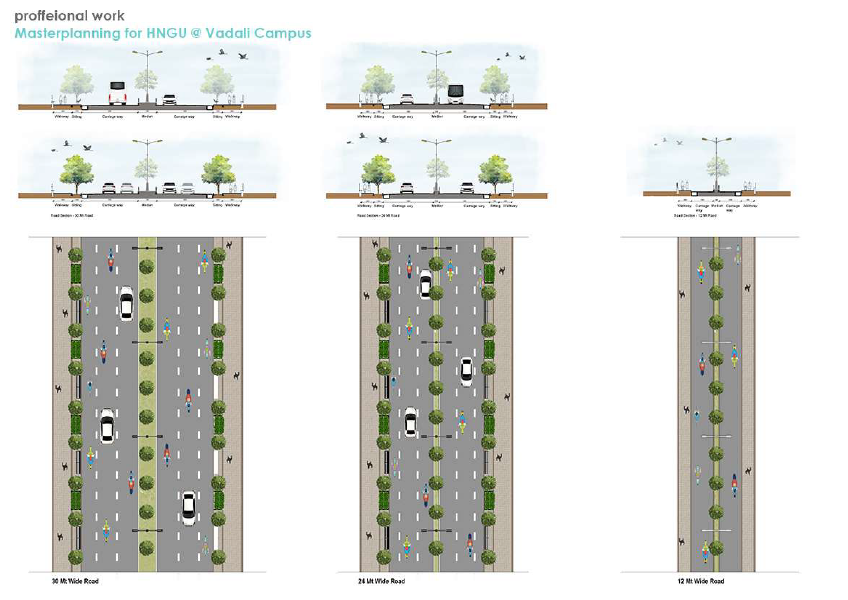 proffeional work
Masterplanning for HNGU @ Vadali Campus
Walkway Sitting Carriage way Median Carriage way Sitting Walkway
Walkway Sitting Carriage way Median Carriage way Sitting Walkway
Walkway Sitting Carriage way Median Carriage way Sitting Walkway
Walkway Sitting Carriage way Median Carriage way Sitting Walkway
Walkway Carriage way Median Carriage way Walkway
Road Section - 30 Mt Road
Road Section - 24 Mt Road
Road Section - 12 Mt Road
30 Mt Wide Road
24 Mt Wide Road
12 Mt Wide Road